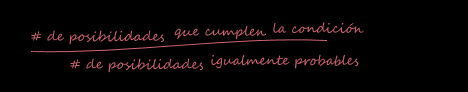 # de posibilidades que cumplen la condición
# de posibilidades igualmente probables